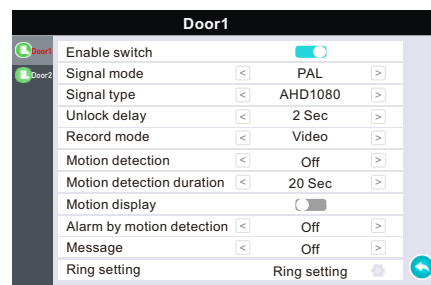 Door1
Door1
Door2
Enable switch
Signal mode < PAL >
Signal type < AHD1080 >
Unlock delay < 2 Sec >
Record mode < Video >
Motion detection < Off >
Motion detection duration < 20 Sec >
Motion display
Alarm by motion detection < Off >
Message < Off >
Ring setting Ring setting